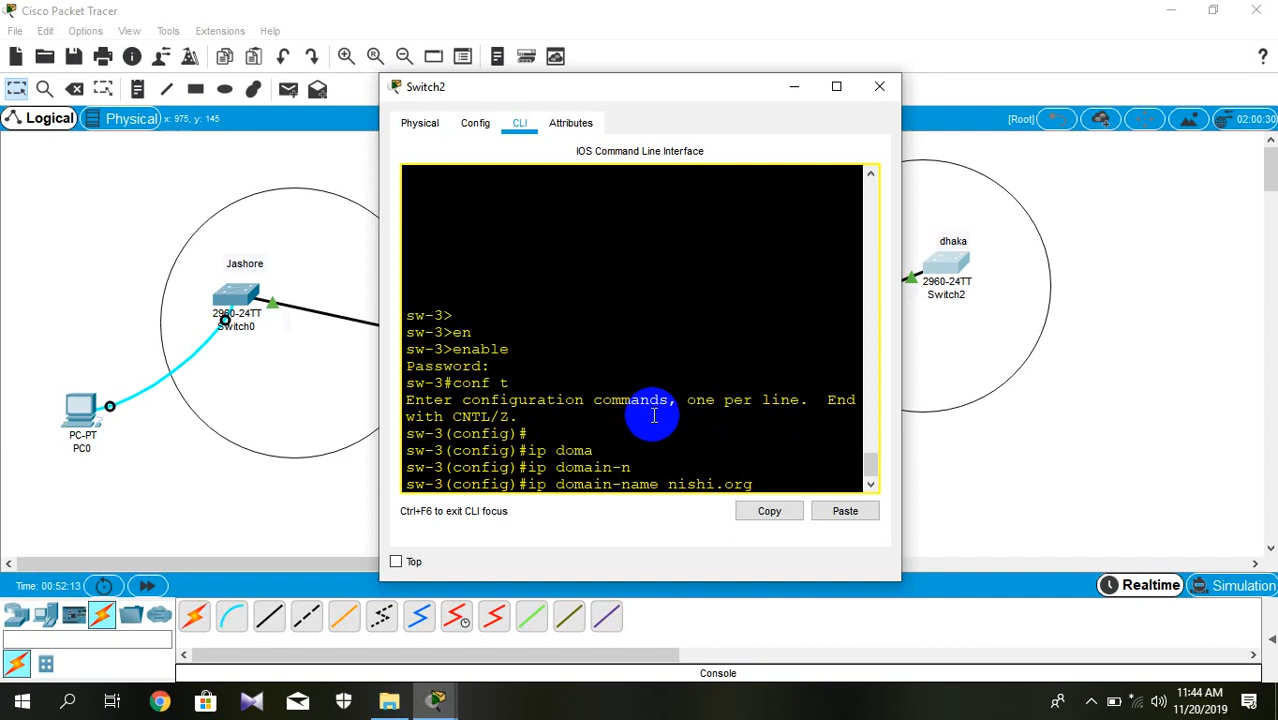 Cisco Packet Tracer
File Edit Options View Tools Extensions Help
Logical Physical x: 975, y: 145 [Root] 02:00:30
Switch2
Physical Config CLI Attributes
IOS Command Line Interface
sw-3>
sw-3>en
sw-3>enable
Password:
sw-3#conf t
Enter configuration commands, one per line. End
with CNTL/Z.
sw-3(config)#
sw-3(config)#ip doma
sw-3(config)#ip domain-n
sw-3(config)#ip domain-name nishi.org
Ctrl+F6 to exit CLI focus
Copy Paste
Top
Jashore
2960-24TT
Switch0
PC-PT
PC0
dhaka
2960-24TT
Switch2
Time: 00:52:13 Realtime Simulation
Console
11:44 AM
11/20/2019